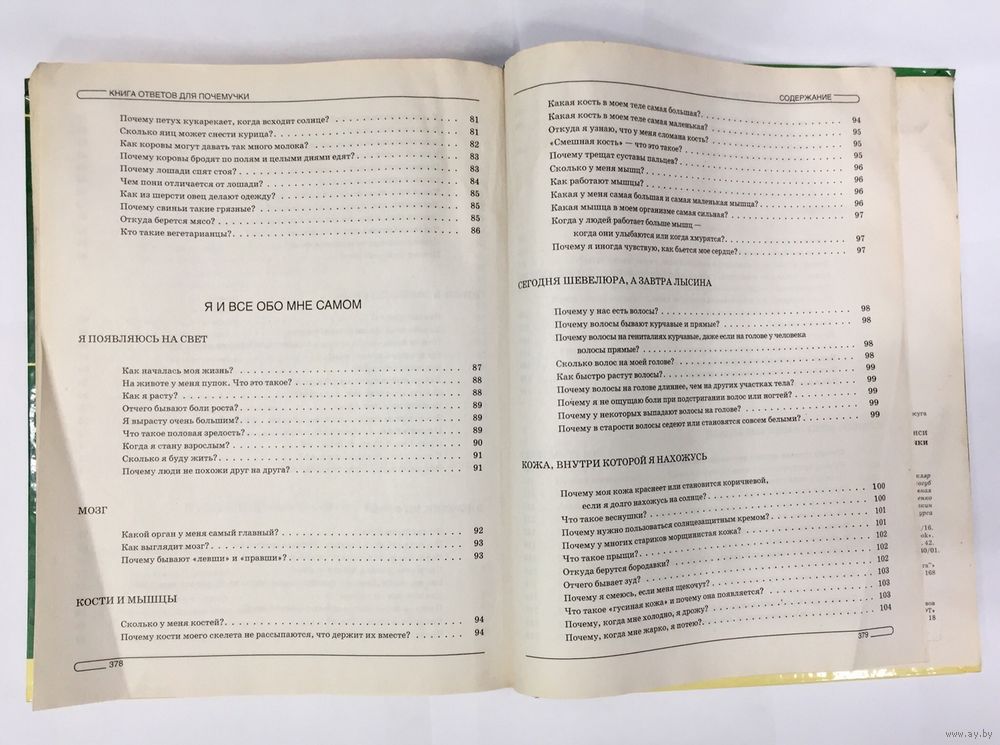 КНИГА ОТВЕТОВ ДЛЯ ПОЧЕМУЧКИ
Почему петух кукарекает, когда всходит солнце? 81
Сколько яиц может снести курица? 81
Как коровы могут давать так много молока? 82
Почему коровы бродят по полям и целыми днями едят? 83
Почему лошади спят стоя? 83
Чем пони отличается от лошади? 84
Как из шерсти овец делают одежду? 85
Почему свиньи такие грязные? 85
Откуда берется мясо? 85
Кто такие вегетарианцы? 86
Я И ВСЕ ОБО МНЕ САМОМ
Я ПОЯВЛЯЮСЬ НА СВЕТ
Как началась моя жизнь? 87
На животе у меня пупок. Что это такое? 88
Как я расту? 88
Отчего бывают боли роста? 89
Я вырасту очень большим? 89
Что такое половая зрелость? 89
Когда я стану взрослым? 90
Сколько я буду жить? 91
Почему люди не похожи друг на друга? 91
МОЗГ
Какой орган у меня самый главный? 92
Как выглядит мозг? 93
Почему бывают «левши» и «правши»? 93
КОСТИ И МЫШЦЫ
Сколько у меня костей? 94
Почему кости моего скелета не рассыпаются, что держит их вместе? 94
378
СОДЕРЖАНИЕ
Какая кость в моем теле самая большая? 94
Какая кость в моем теле самая маленькая? 95
Откуда я узнаю, что у меня сломана кость? 95
«Смешная кость» — что это такое? 95
Почему трещат суставы пальцев? 96
Сколько у меня мышц? 96
Как работают мышцы? 96
Какая у меня самая большая и самая маленькая мышца? 96
Какая мышца в моем организме самая сильная? 97
Когда у людей работает больше мышц —
когда они улыбаются или когда хмурятся? 97
Почему я иногда чувствую, как бьется мое сердце? 97
СЕГОДНЯ ШЕВЕЛЮРА, А ЗАВТРА ЛЫСИНА
Почему у нас есть волосы? 98
Почему волосы бывают курчавые и прямые? 98
Почему волосы на гениталиях курчавые, даже если на голове у человека
волосы прямые? 98
Сколько волос на моей голове? 98
Как быстро растут волосы? 99
Почему волосы на голове длиннее, чем на других участках тела? 99
Почему я не ощущаю боли при подстригании волос или ногтей? 99
Почему у некоторых выпадают волосы на голове? 99
Почему в старости волосы седеют или становятся совсем белыми? 99
КОЖА, ВНУТРИ КОТОРОЙ Я НАХОЖУСЬ
Почему моя кожа краснеет или становится коричневой,
если я долго нахожусь на солнце? 100
Что такое веснушки? 100
Почему нужно пользоваться солнцезащитным кремом? 101
Почему у многих стариков морщинистая кожа? 101
Что такое прыщи? 102
Откуда берутся бородавки? 102
Отчего бывает зуд? 102
Почему я смеюсь, если меня щекочут? 103
Что такое «гусиная кожа» и почему она появляется? 103
Почему, когда мне холодно, я дрожу? 103
Почему, когда мне жарко, я потею? 104
379
www.ay.by